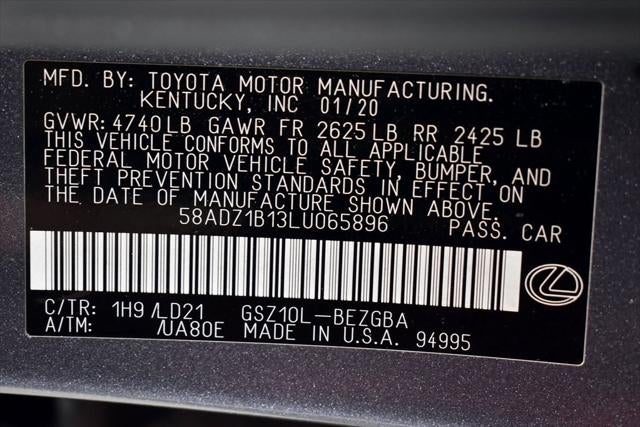 MFD. BY: TOYOTA MOTOR MANUFACTURING.
KENTUCKY, INC 01/20
GVWR: 4740LB GAWR FR 2625LB RR 2425 LB
THIS VEHICLE CONFORMS TO ALL APPLICABLE
FEDERAL MOTOR VEHICLE SAFETY, BUMPER, AND
THEFT PREVENTION STANDARDS IN EFFECT ON
THE DATE OF MANUFACTURE SHOWN ABOVE.
58ADZ1B13LU065896 PASS. CAR
C/TR: 1H9 /LD21 GSZ10L-BEZGBA
A/TM: /UA80E MADE IN U.S.A. 94995